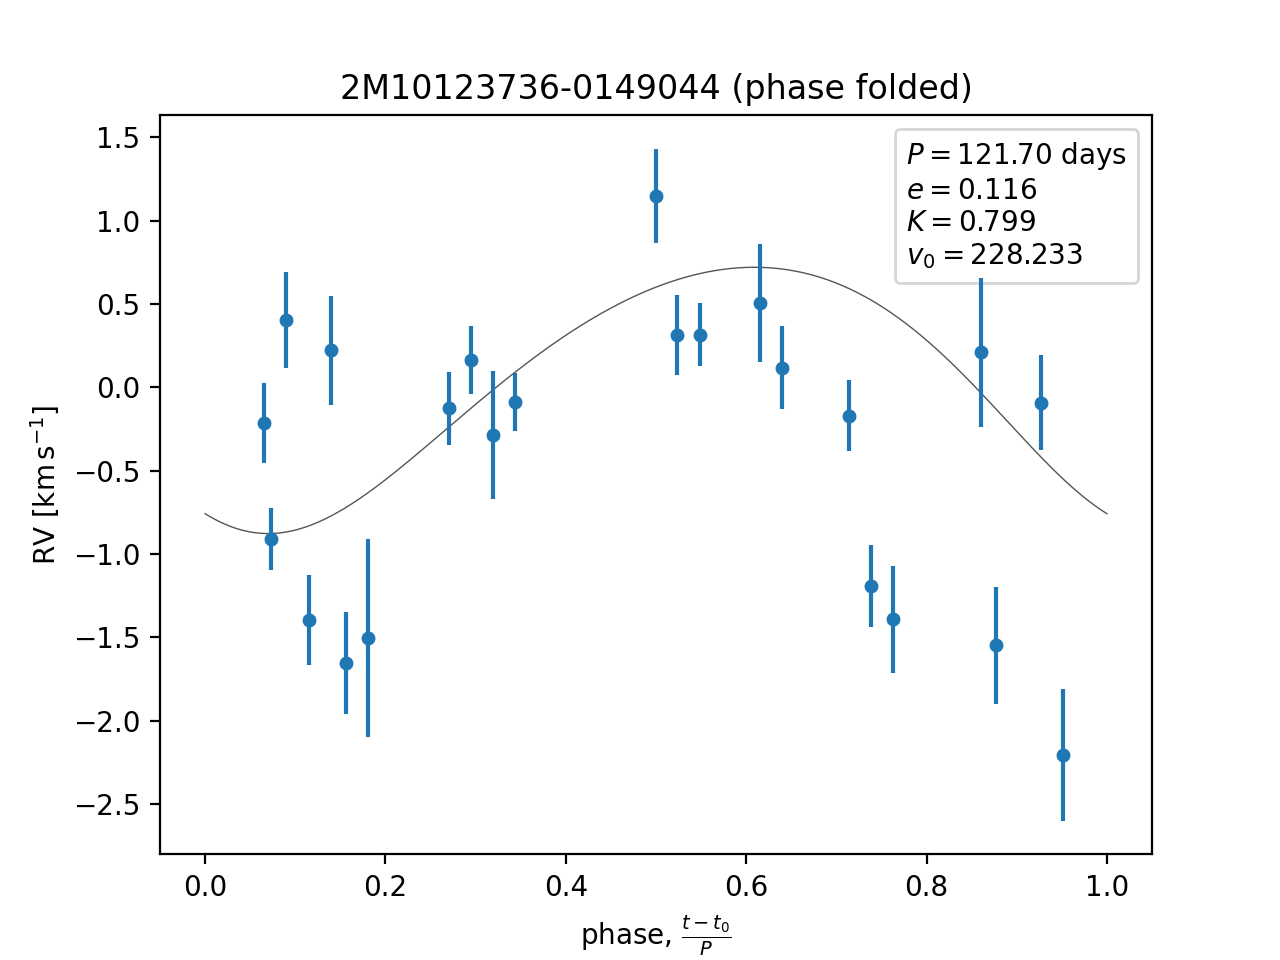 2M10123736-0149044 (phase folded)
P = 121.70 days
e = 0.116
K = 0.799
v₀ = 228.233
1.5
1.0
0.5
0.0
−0.5
−1.0
−1.5
−2.0
−2.5
RV [km s⁻¹]
0.0 0.2 0.4 0.6 0.8 1.0
phase, (t − t₀)/P